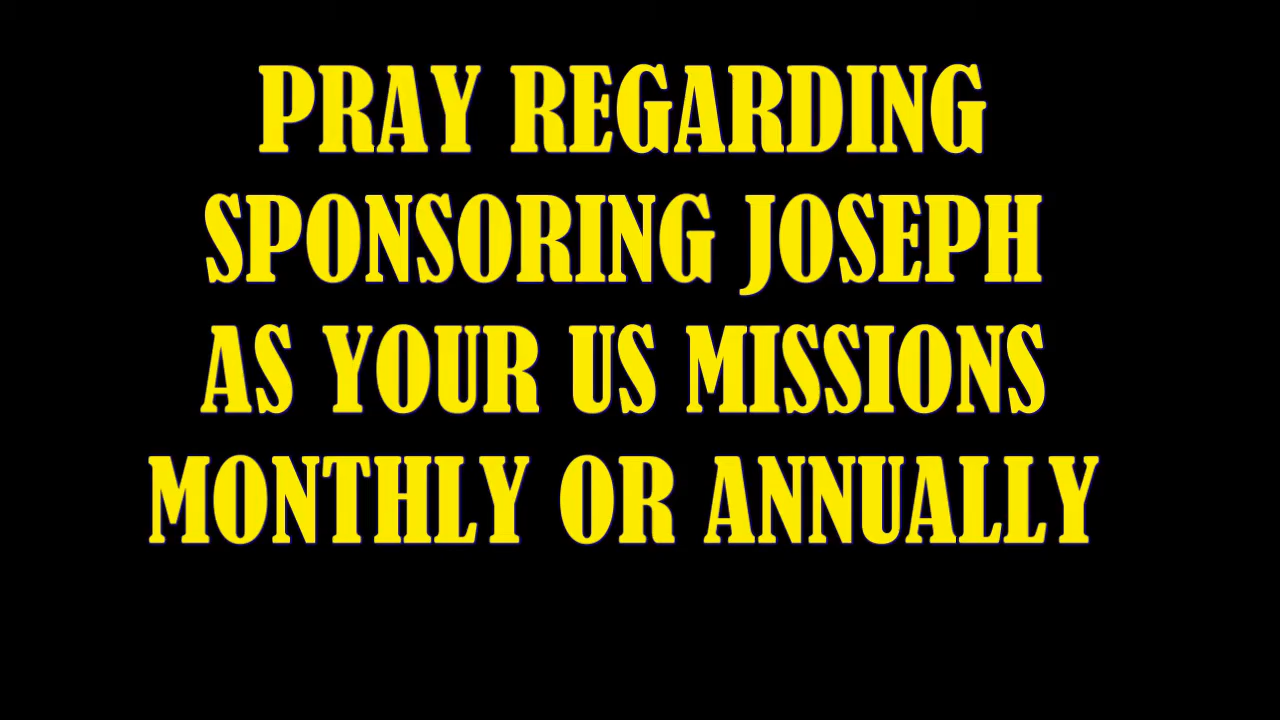 PRAY REGARDING
SPONSORING JOSEPH
AS YOUR US MISSIONS
MONTHLY OR ANNUALLY